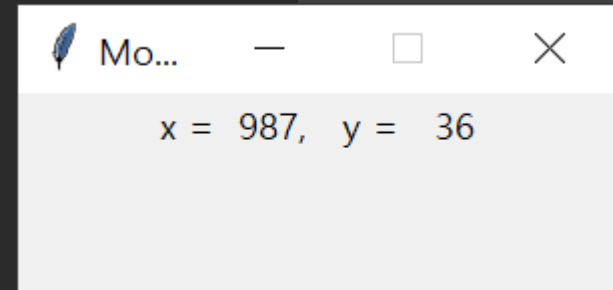 Mo...
x =  987,  y =   36